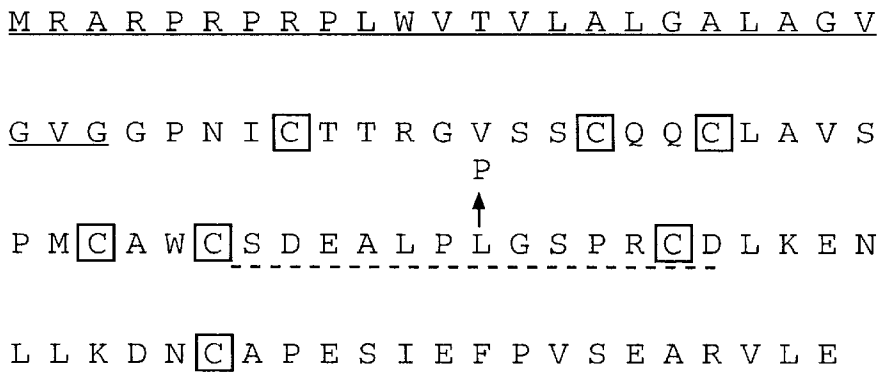 M R A R P R P R P L W V T V L A L G A L A G V
G V G G P N I C T T R G V S S C Q Q C L A V S
P
P M C A W C S D E A L P L G S P R C D L K E N
L L K D N C A P E S I E F P V S E A R V L E